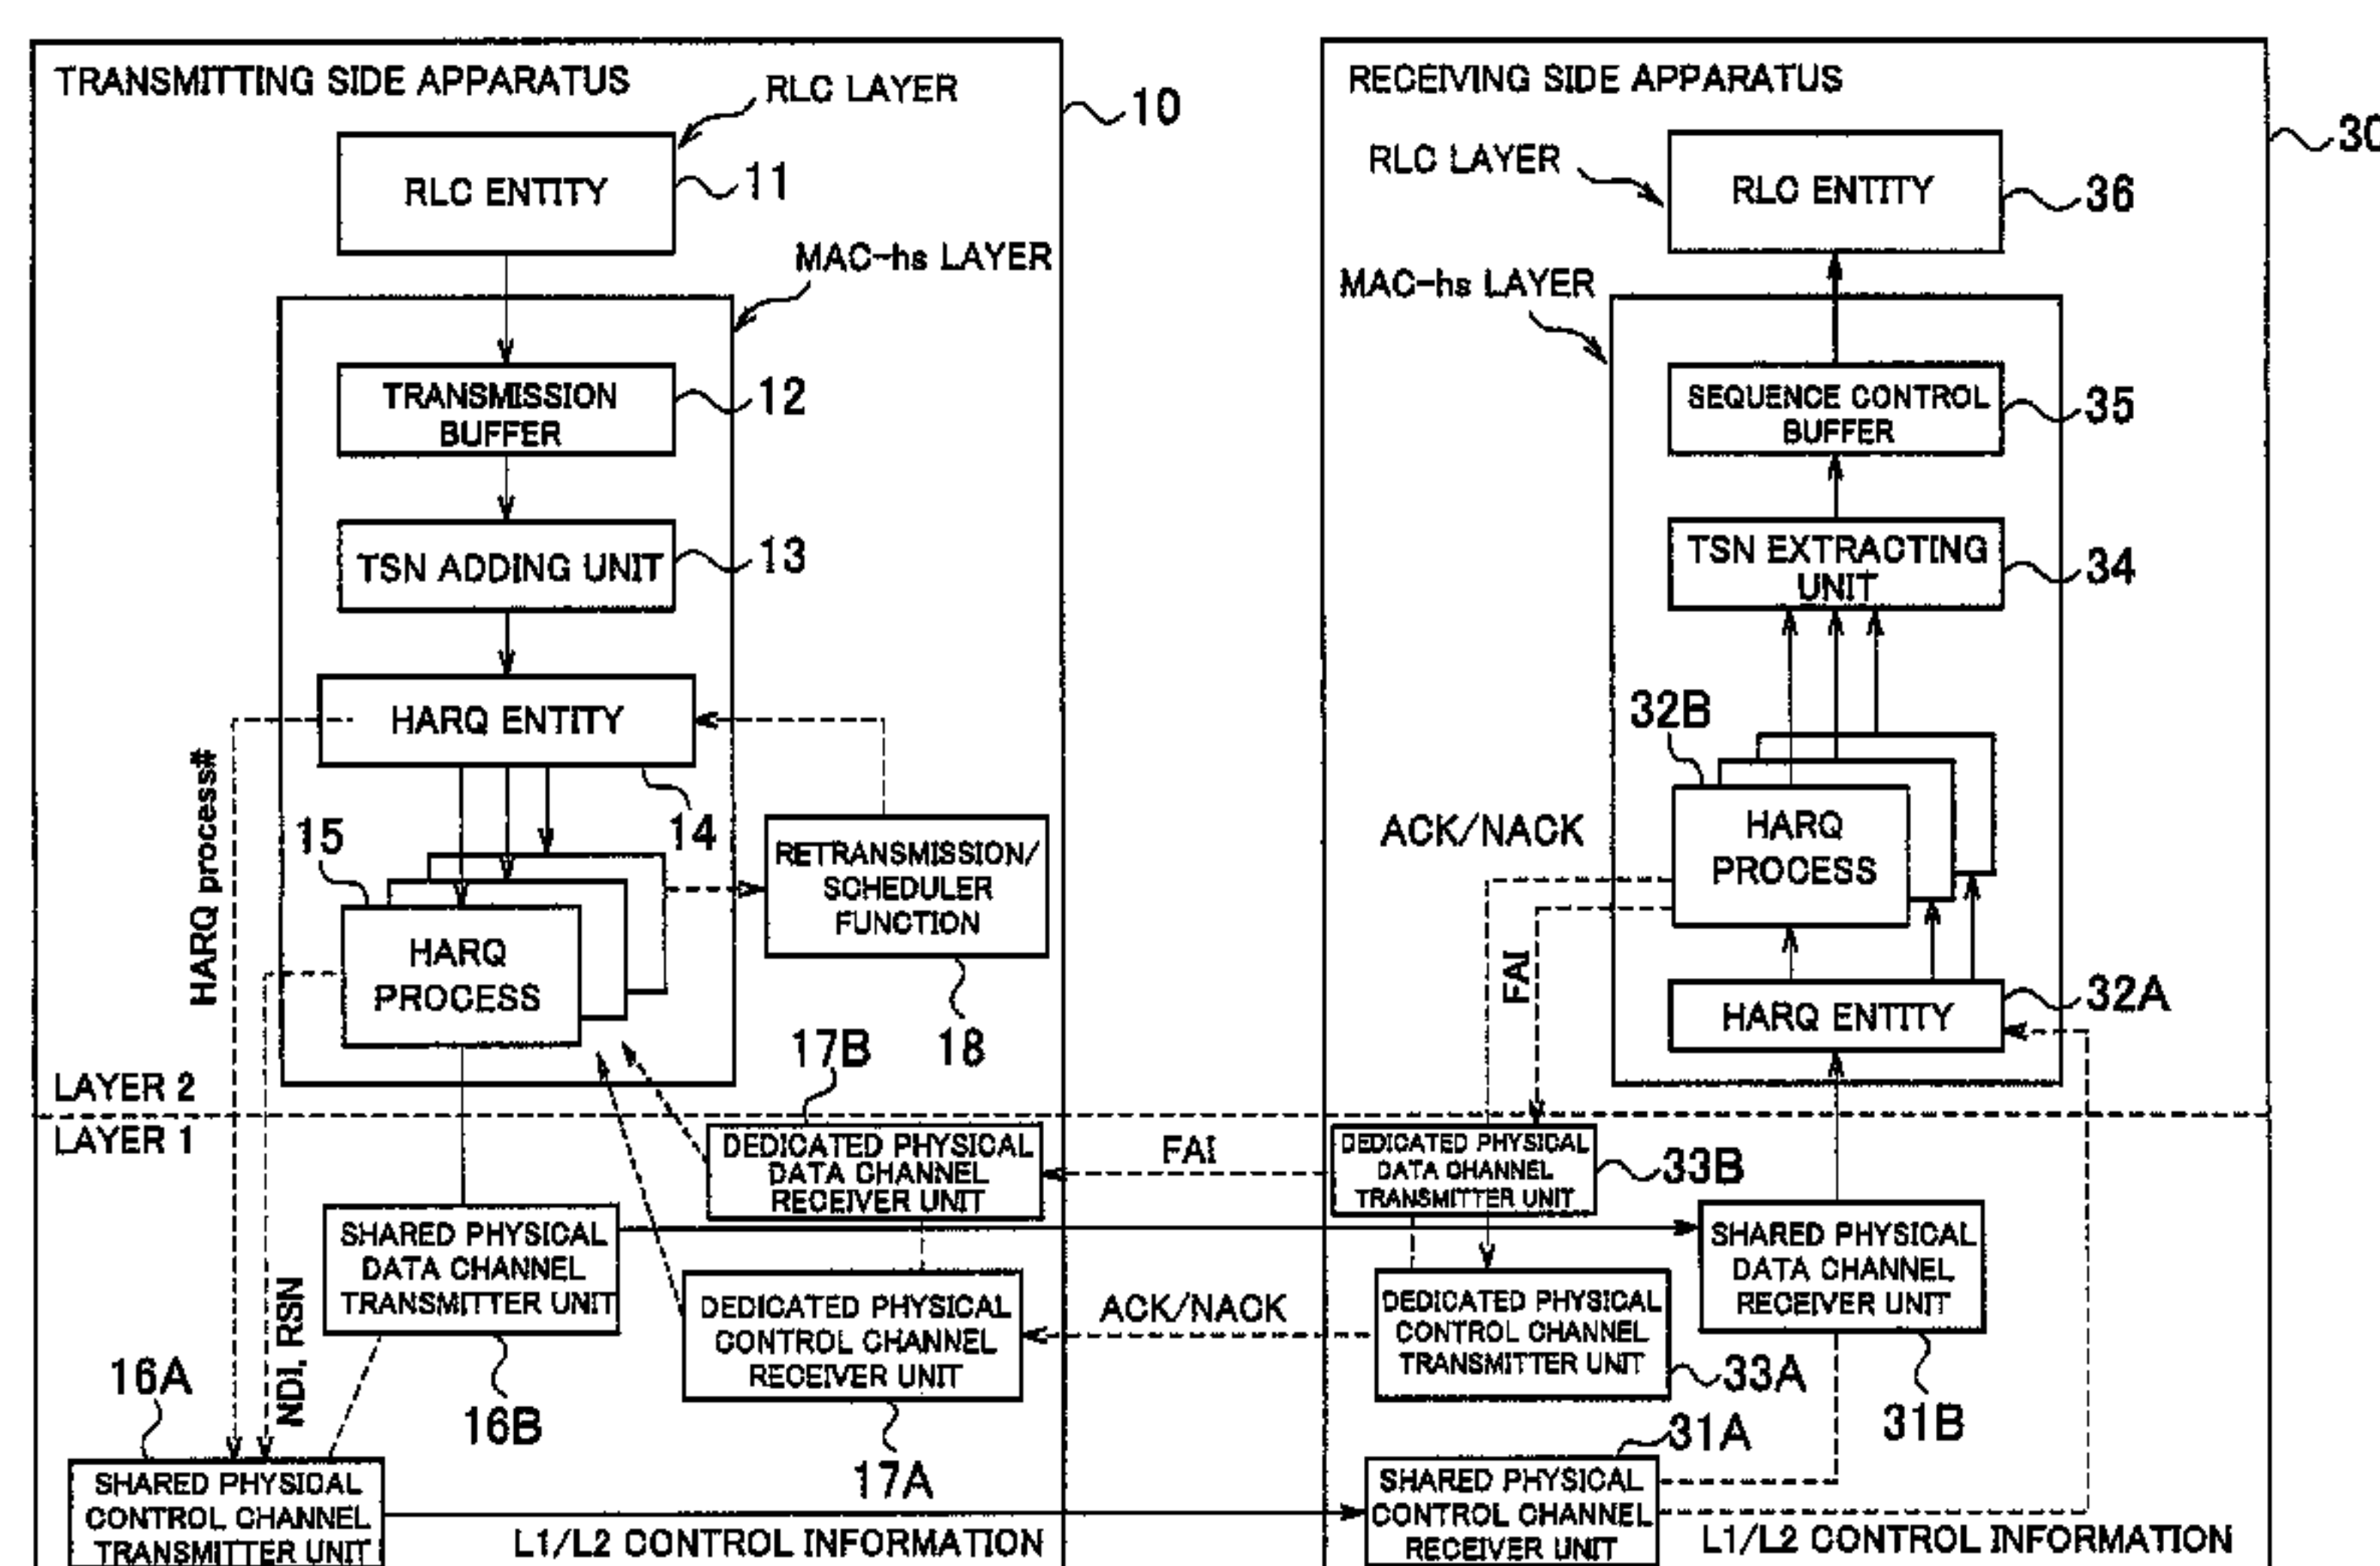 TRANSMITTING SIDE APPARATUS
RLC LAYER
10
RLC ENTITY
11
MAC-hs LAYER
TRANSMISSION
BUFFER
12
TSN ADDING UNIT
13
HARQ ENTITY
14
HARQ process#
15
HARQ
PROCESS
RETRANSMISSION/
SCHEDULER
FUNCTION
18
17B
LAYER 2
LAYER 1
DEDICATED PHYSICAL
DATA CHANNEL
RECEIVER UNIT
SHARED PHYSICAL
DATA CHANNEL
TRANSMITTER UNIT
16B
NDI, RSN
DEDICATED PHYSICAL
CONTROL CHANNEL
RECEIVER UNIT
17A
16A
SHARED PHYSICAL
CONTROL CHANNEL
TRANSMITTER UNIT
L1/L2 CONTROL INFORMATION
FAI
ACK/NACK
RECEIVING SIDE APPARATUS
30
RLC LAYER
RLC ENTITY
36
MAC-hs LAYER
SEQUENCE CONTROL
BUFFER
35
TSN EXTRACTING
UNIT
34
32B
HARQ
PROCESS
ACK/NACK
FAI
HARQ ENTITY
32A
DEDICATED PHYSICAL
DATA CHANNEL
TRANSMITTER UNIT
33B
SHARED PHYSICAL
DATA CHANNEL
RECEIVER UNIT
31B
DEDICATED PHYSICAL
CONTROL CHANNEL
TRANSMITTER UNIT
33A
31A
SHARED PHYSICAL
CONTROL CHANNEL
RECEIVER UNIT
L1/L2 CONTROL INFORMATION